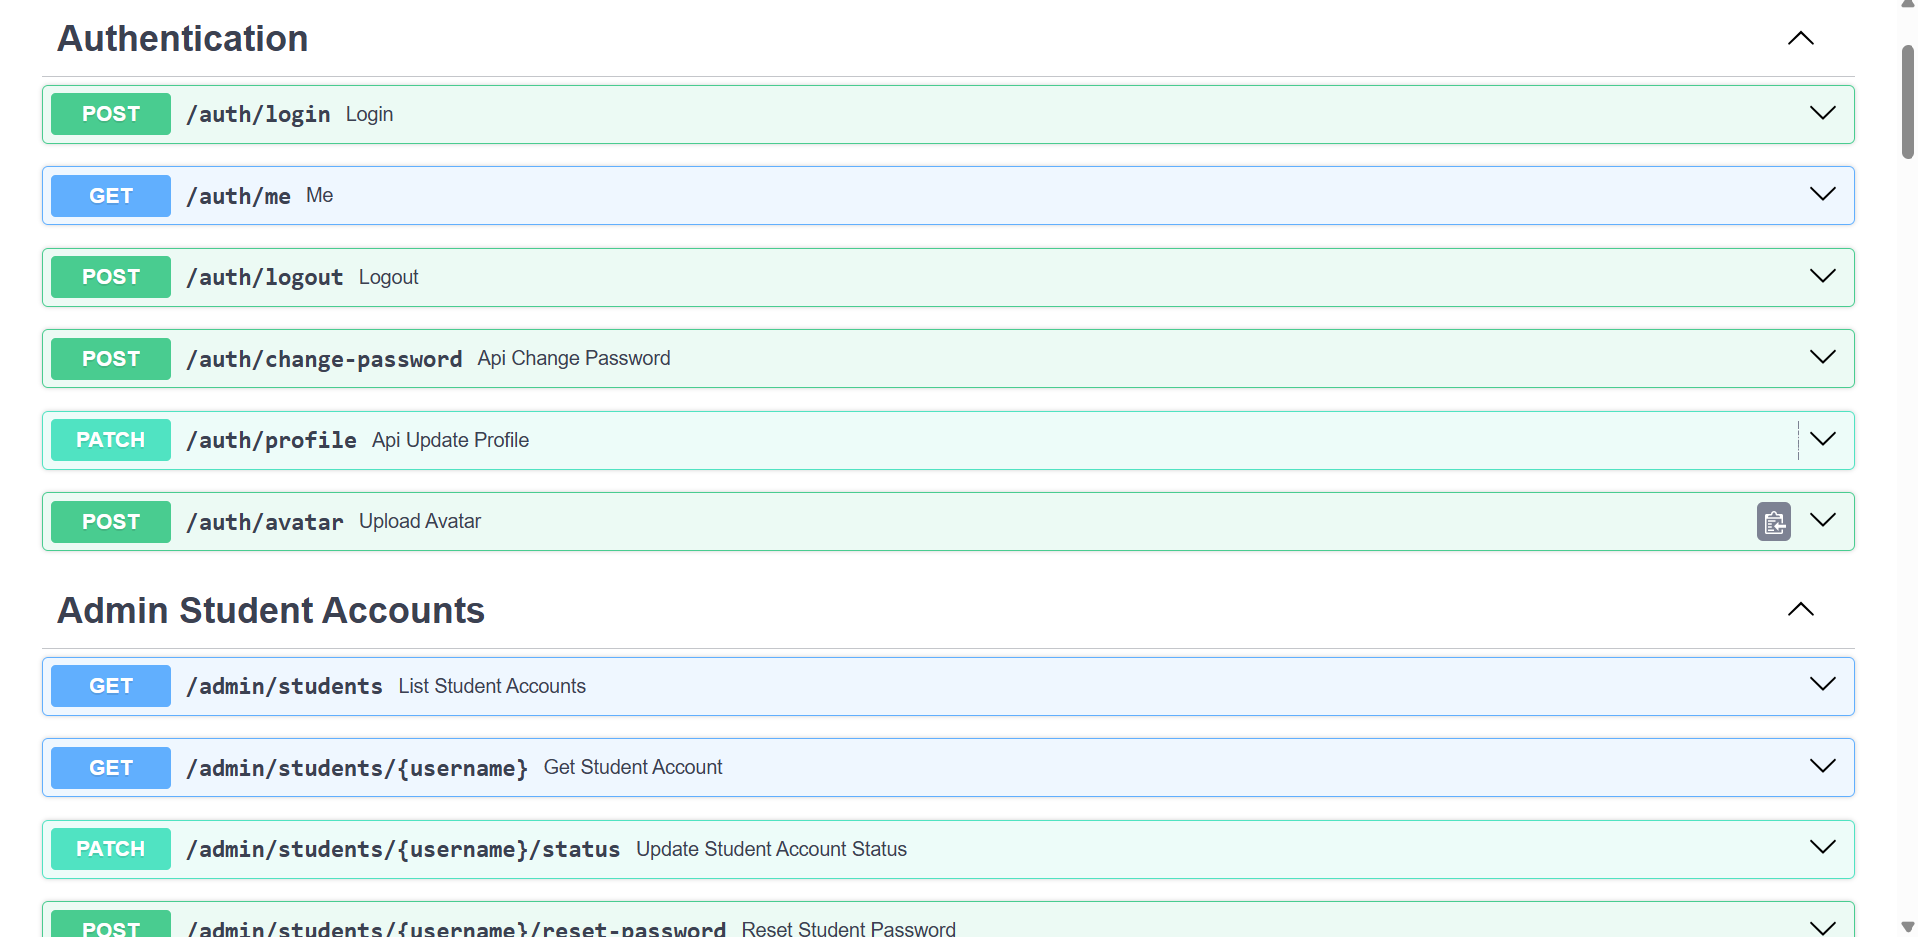 Authentication
POST /auth/login Login
GET /auth/me Me
POST /auth/logout Logout
POST /auth/change-password Api Change Password
PATCH /auth/profile Api Update Profile
POST /auth/avatar Upload Avatar
Admin Student Accounts
GET /admin/students List Student Accounts
GET /admin/students/{username} Get Student Account
PATCH /admin/students/{username}/status Update Student Account Status
POST /admin/students/{username}/reset-password Reset Student Password